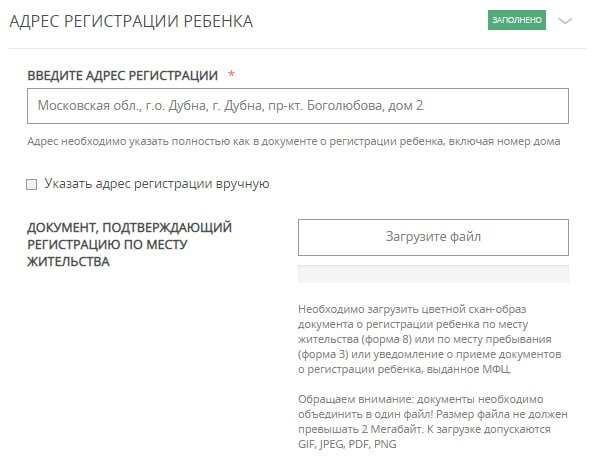 АДРЕС РЕГИСТРАЦИИ РЕБЕНКА
ЗАПОЛНЕНО
ВВЕДИТЕ АДРЕС РЕГИСТРАЦИИ *
Московская обл., г.о. Дубна, г. Дубна, пр-кт. Боголюбова, дом 2
Адрес необходимо указать полностью как в документе о регистрации ребенка, включая номер дома
Указать адрес регистрации вручную
ДОКУМЕНТ, ПОДТВЕРЖДАЮЩИЙ
РЕГИСТРАЦИЮ ПО МЕСТУ
ЖИТЕЛЬСТВА
Загрузите файл
Необходимо загрузить цветной скан-образ
документа о регистрации ребенка по месту
жительства (форма 8) или по месту пребывания
(форма 3) или уведомление о приеме документов
о регистрации ребенка, выданное МФЦ.
Обращаем внимание: документы необходимо
объединить в один файл! Размер файла не должен
превышать 2 Мегабайт. К загрузке допускаются
GIF, JPEG, PDF, PNG